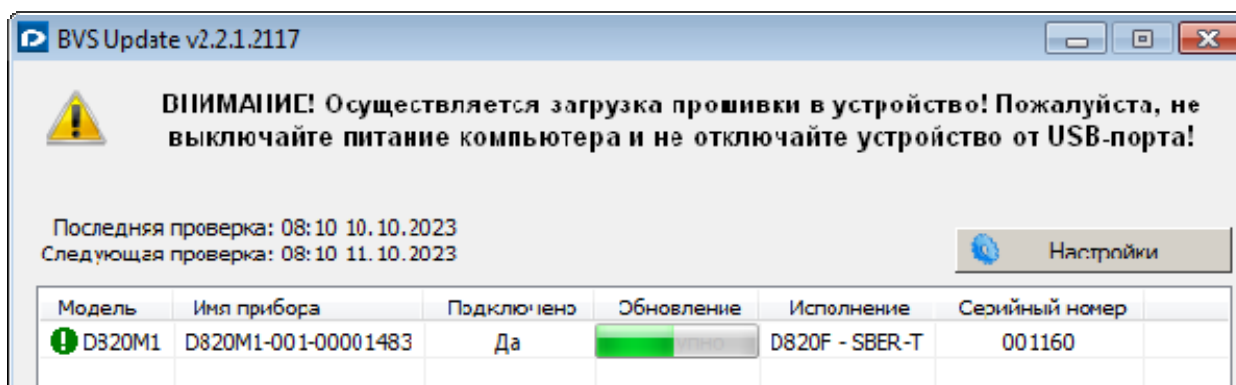 BVS Update v2.2.1.2117
ВНИМАНИЕ! Осуществляется загрузка прошивки в устройство! Пожалуйста, не
выключайте питание компьютера и не отключайте устройство от USB-порта!
Последняя проверка: 08:10 10.10.2023
Следующая проверка: 08:10 11.10.2023
Настройки
Модель Имя прибора Подключено Обновление Исполнение Серийный номер
D820M1 D820M1-001-00001483 Да D820F - SBER-T 001160